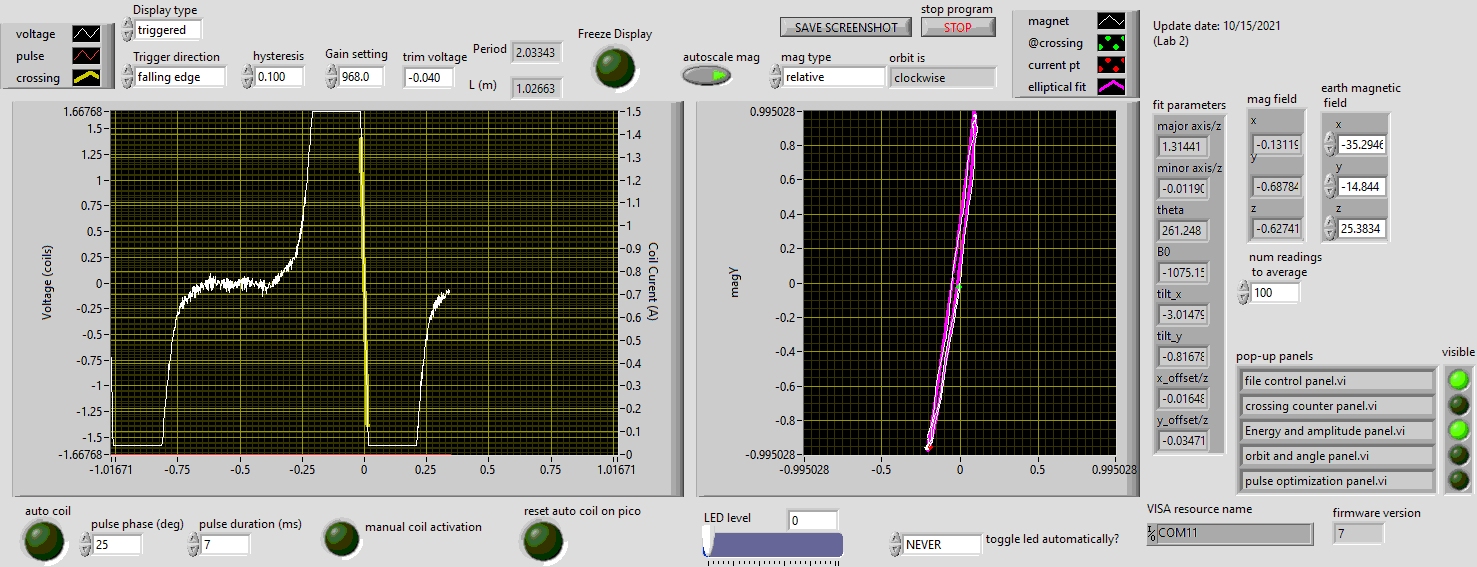 voltage
pulse
crossing
Display type
triggered
Trigger direction
falling edge
hysteresis
0.100
Gain setting
968.0
trim voltage
-0.040
Period
2.03343
L (m)
1.02663
Freeze Display
SAVE SCREENSHOT
stop program
STOP
autoscale mag
mag type
relative
orbit is
clockwise
magnet
@crossing
current pt
elliptical fit
Update date: 10/15/2021
(Lab 2)
Voltage (coils)
1.66768
1.5
1.25
1
0.75
0.5
0.25
0
-0.25
-0.5
-0.75
-1
-1.25
-1.5
-1.66768
-1.01671
-0.75
-0.5
-0.25
0
0.25
0.5
0.75
1.01671
1.5
1.4
1.3
1.2
1.1
1
0.9
0.8
0.7
0.6
0.5
0.4
0.3
0.2
0.1
0
Coil Curent (A)
magy
0.995028
0.8
0.6
0.4
0.2
0
-0.2
-0.4
-0.6
-0.8
-0.995028
-0.995028
-0.5
0
0.5
0.995028
fit parameters
major axis/z
1.31441
minor axis/z
-0.0119
theta
261.248
B0
-1075.15
tilt_x
-3.01479
tilt_y
-0.81678
x_offset/z
-0.01648
y_offset/z
-0.03471
mag field
x
-0.13119
y
-0.68784
z
-0.62741
earth magnetic
field
x
-35.2946
y
-14.844
z
25.3834
num readings
to average
100
pop-up panels
visible
file control panel.vi
crossing counter panel.vi
Energy and amplitude panel.vi
orbit and angle panel.vi
pulse optimization panel.vi
auto coil
pulse phase (deg)
25
pulse duration (ms)
7
manual coil activation
reset auto coil on pico
LED level
0
NEVER
toggle led automatically?
VISA resource name
COM11
firmware version
7